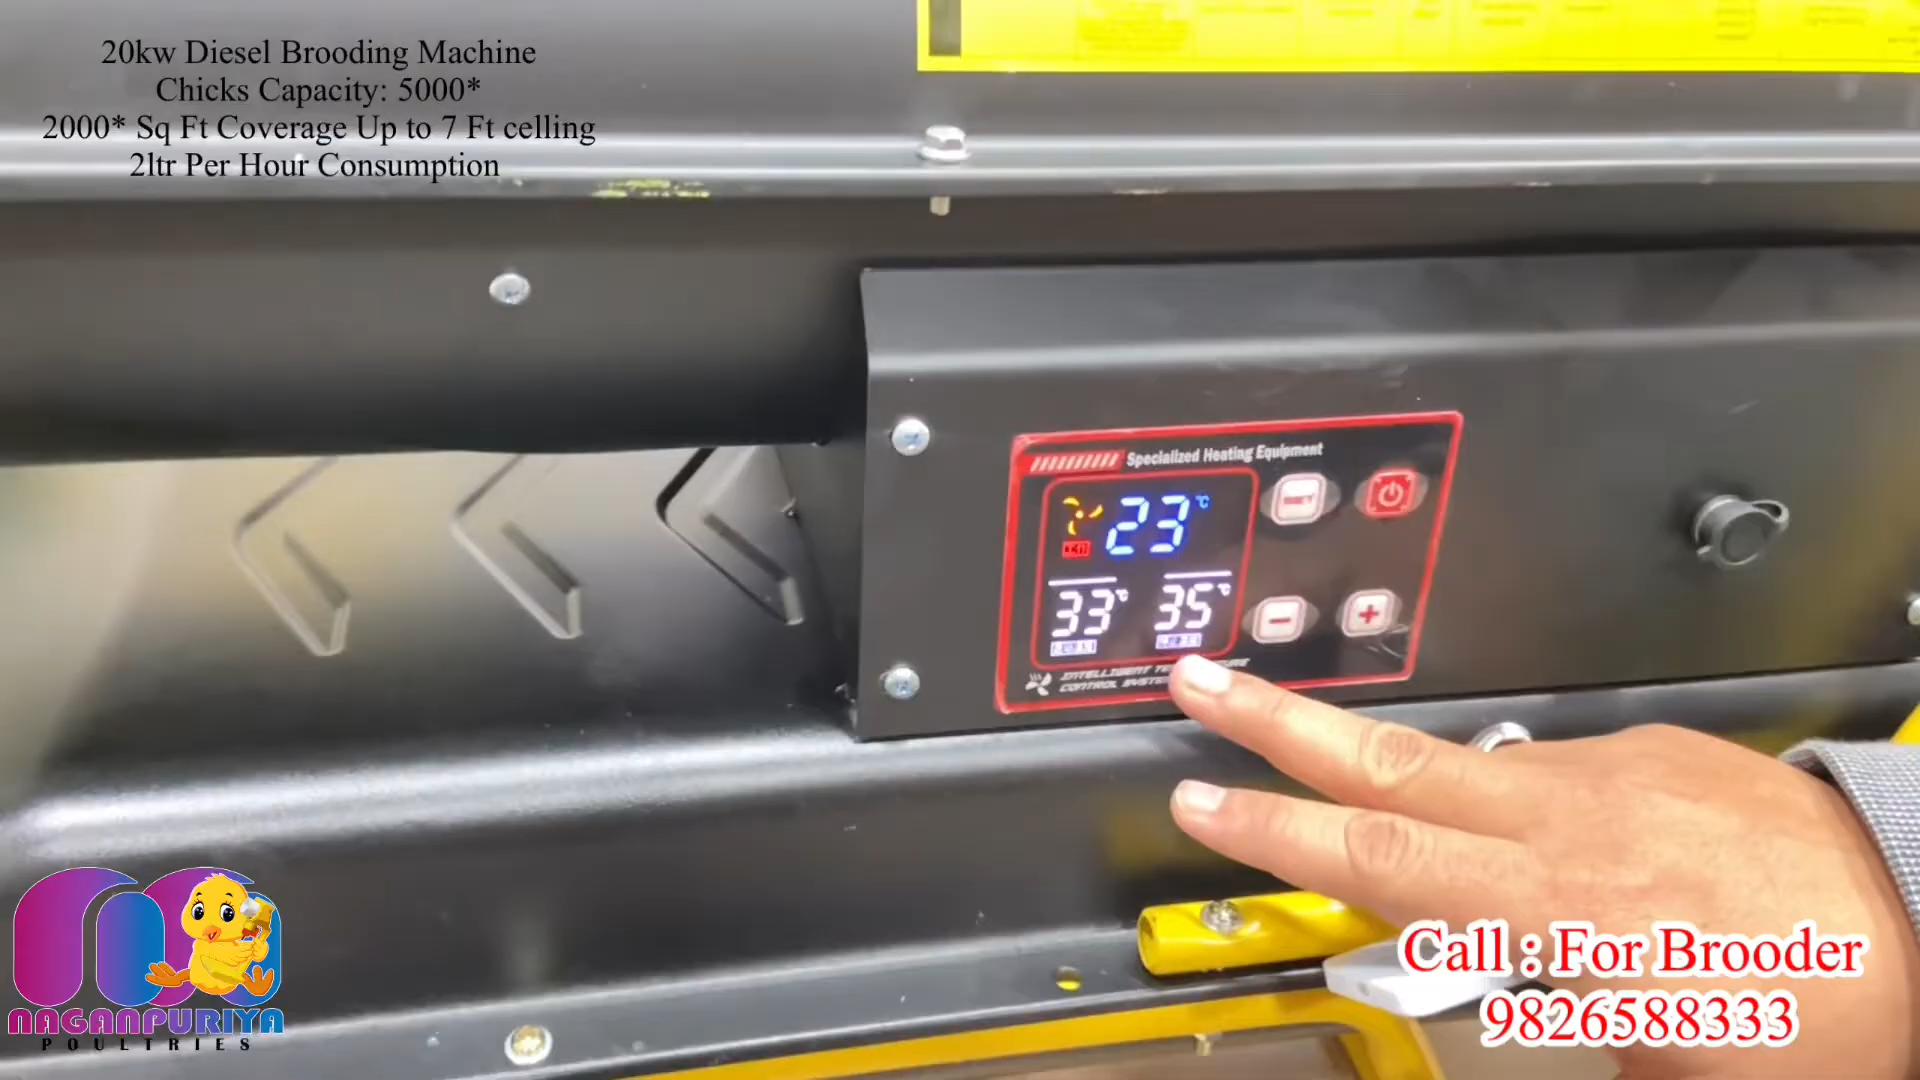 20kw Diesel Brooding Machine
Chicks Capacity: 5000*
2000* Sq Ft Coverage Up to 7 Ft celling
2ltr Per Hour Consumption
Specialized Heating Equipment
23°C
SET
33°C
35°C
INTELLIGENT
CONTROL SYSTEM
NAGANPURIYA
POULTRIES
Call : For Brooder
9826588333